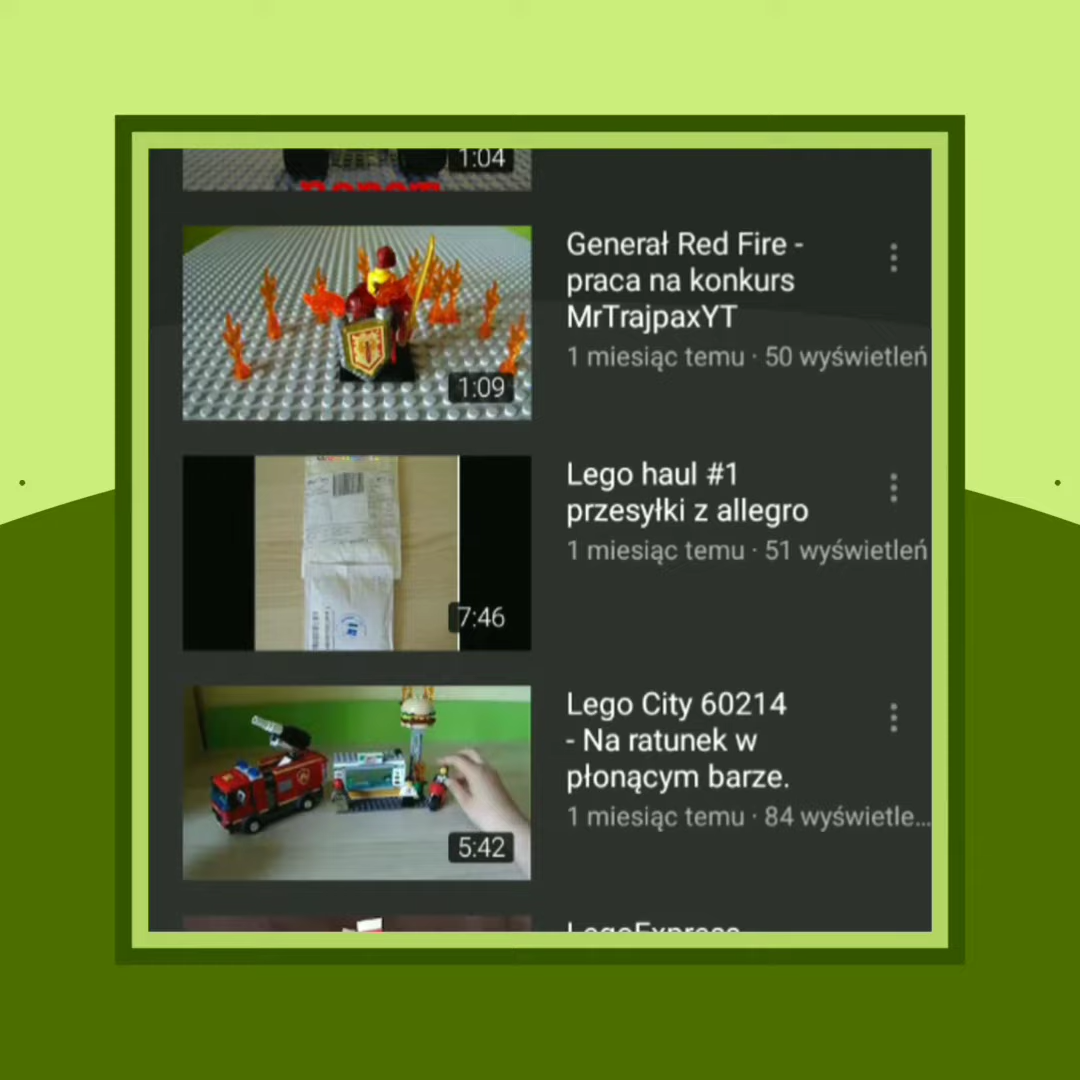 1:04
Generał Red Fire -
praca na konkurs
MrTrajpaxYT
1 miesiąc temu · 50 wyświetleń
1:09
Lego haul #1
przesyłki z allegro
1 miesiąc temu · 51 wyświetleń
7:46
Lego City 60214
- Na ratunek w
płonącym barze.
1 miesiąc temu · 84 wyświetle...
5:42
LegoExpress